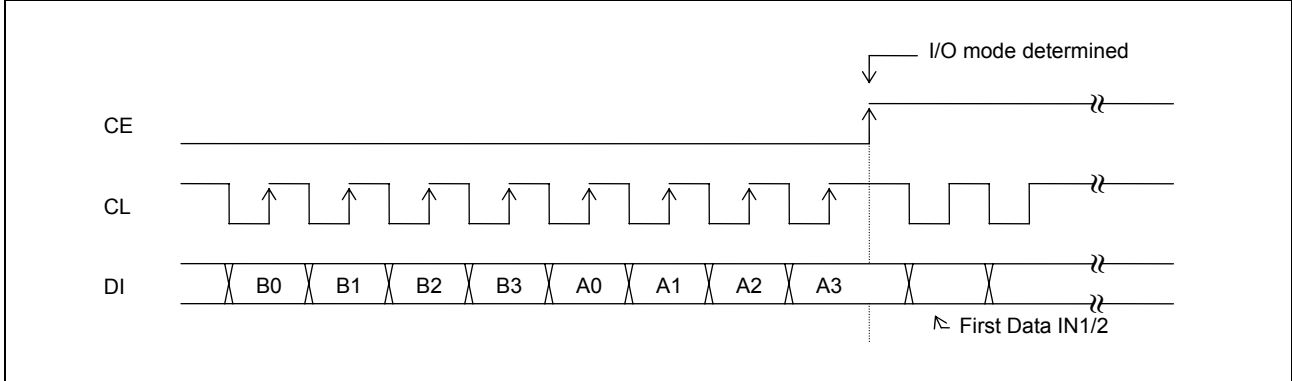 I/O mode determined
CE
CL
DI B0 B1 B2 B3 A0 A1 A2 A3
First Data IN1/2